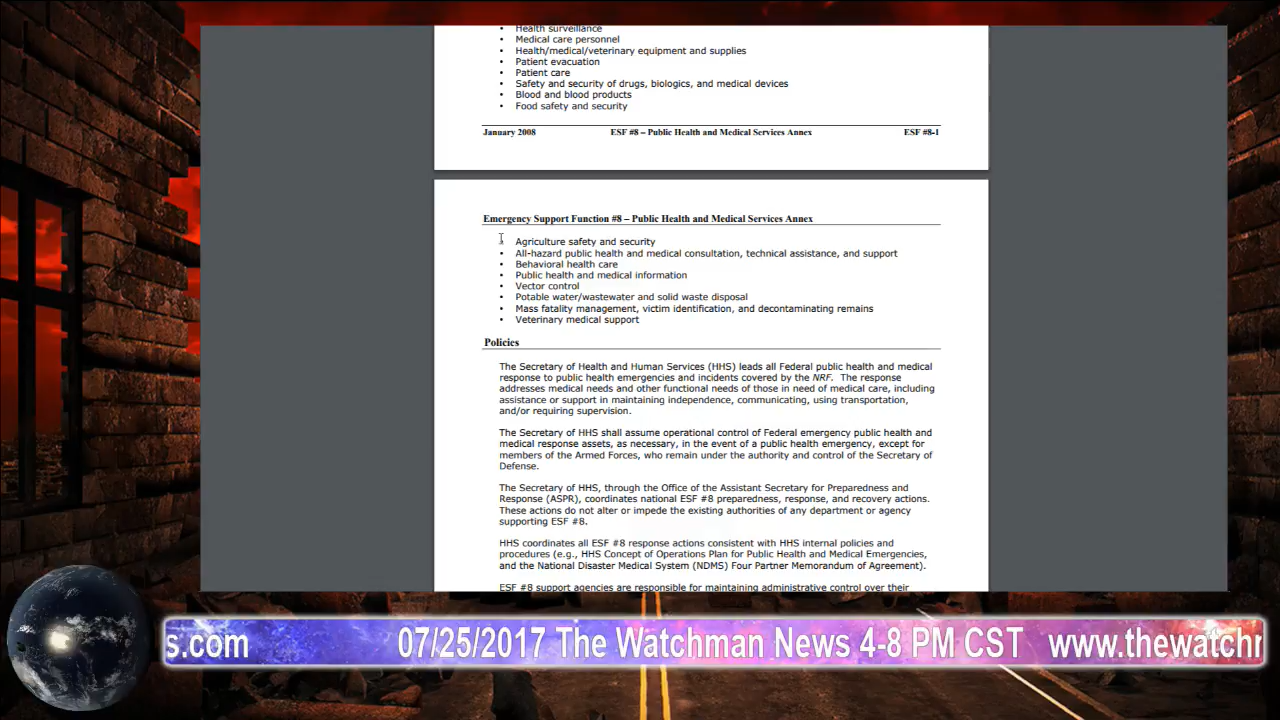 • Health surveillance
• Medical care personnel
• Health/medical/veterinary equipment and supplies
• Patient evacuation
• Patient care
• Safety and security of drugs, biologics, and medical devices
• Blood and blood products
• Food safety and security
January 2008 ESF #8 – Public Health and Medical Services Annex ESF #8-1
Emergency Support Function #8 – Public Health and Medical Services Annex
• Agriculture safety and security
• All-hazard public health and medical consultation, technical assistance, and support
• Behavioral health care
• Public health and medical information
• Vector control
• Potable water/wastewater and solid waste disposal
• Mass fatality management, victim identification, and decontaminating remains
• Veterinary medical support
Policies
The Secretary of Health and Human Services (HHS) leads all Federal public health and medical
response to public health emergencies and incidents covered by the NRF. The response
addresses medical needs and other functional needs of those in need of medical care, including
assistance or support in maintaining independence, communicating, using transportation,
and/or requiring supervision.
The Secretary of HHS shall assume operational control of Federal emergency public health and
medical response assets, as necessary, in the event of a public health emergency, except for
members of the Armed Forces, who remain under the authority and control of the Secretary of
Defense.
The Secretary of HHS, through the Office of the Assistant Secretary for Preparedness and
Response (ASPR), coordinates national ESF #8 preparedness, response, and recovery actions.
These actions do not alter or impede the existing authorities of any department or agency
supporting ESF #8.
HHS coordinates all ESF #8 response actions consistent with HHS internal policies and
procedures (e.g., HHS Concept of Operations Plan for Public Health and Medical Emergencies,
and the National Disaster Medical System (NDMS) Four Partner Memorandum of Agreement).
ESF #8 support agencies are responsible for maintaining administrative control over their
s.com 07/25/2017 The Watchman News 4-8 PM CST www.thewatchr